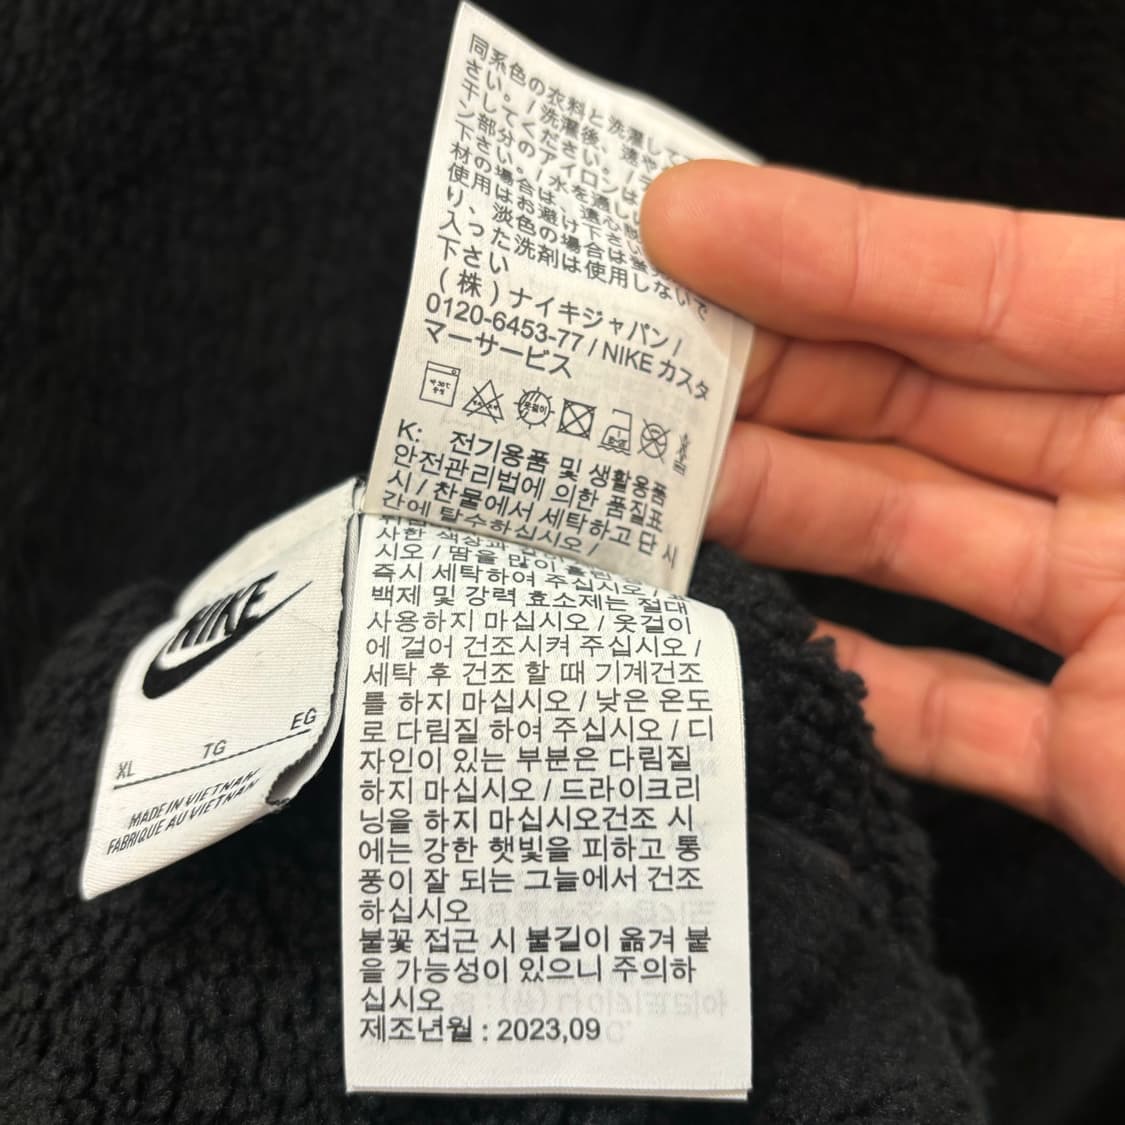 同系色の衣料と洗濯して
さい。/ 洗濯後、速や
干してください。/
ン部分のアイロンは
下さい。/ 水を通し
材の場合は、遠心脱
使用はお避け下さい
り、淡色の場合は蛍
入った洗剤は使用しないで
下さい
(株) ナイキジャパン /
0120-6453-77 / NIKE カスタ
マーサービス
K: 전기용품 및 생활용품
안전관리법에 의한 품질표
시 / 찬물에서 세탁하고 단 시
간에 탈수하십시오 /
시오 / 땀을 많이
즉시 세탁하여 주십시오 /
백제 및 강력 효소제는 절대
사용하지 마십시오 / 옷걸이
에 걸어 건조시켜 주십시오 /
세탁 후 건조 할 때 기계건조
를 하지 마십시오 / 낮은 온도
로 다림질 하여 주십시오 / 디
자인이 있는 부분은 다림질
하지 마십시오 / 드라이크리
닝을 하지 마십시오건조 시
에는 강한 햇빛을 피하고 통
풍이 잘 되는 그늘에서 건조
하십시오
불꽃 접근 시 불길이 옮겨 붙
을 가능성이 있으니 주의하
십시오
제조년월 : 2023,09
NIKE
XL TG EG
MADE IN VIETNAM
FABRIQUE AU VIETNAM